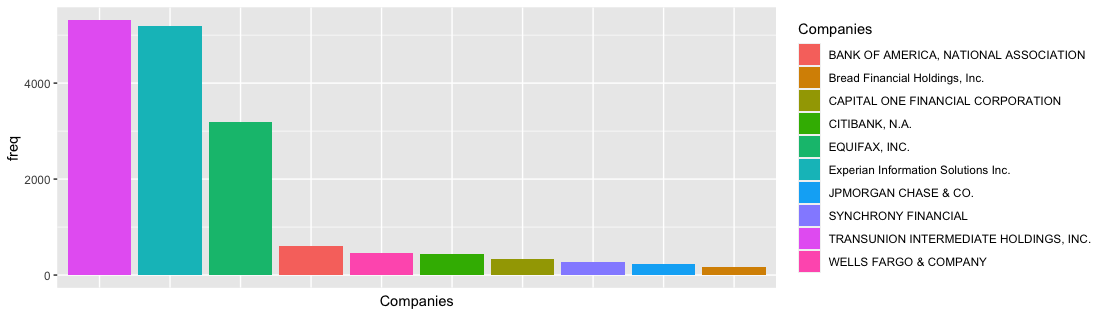 freq
4000
2000
0
Companies
Companies
BANK OF AMERICA, NATIONAL ASSOCIATION
Bread Financial Holdings, Inc.
CAPITAL ONE FINANCIAL CORPORATION
CITIBANK, N.A.
EQUIFAX, INC.
Experian Information Solutions Inc.
JPMORGAN CHASE & CO.
SYNCHRONY FINANCIAL
TRANSUNION INTERMEDIATE HOLDINGS, INC.
WELLS FARGO & COMPANY